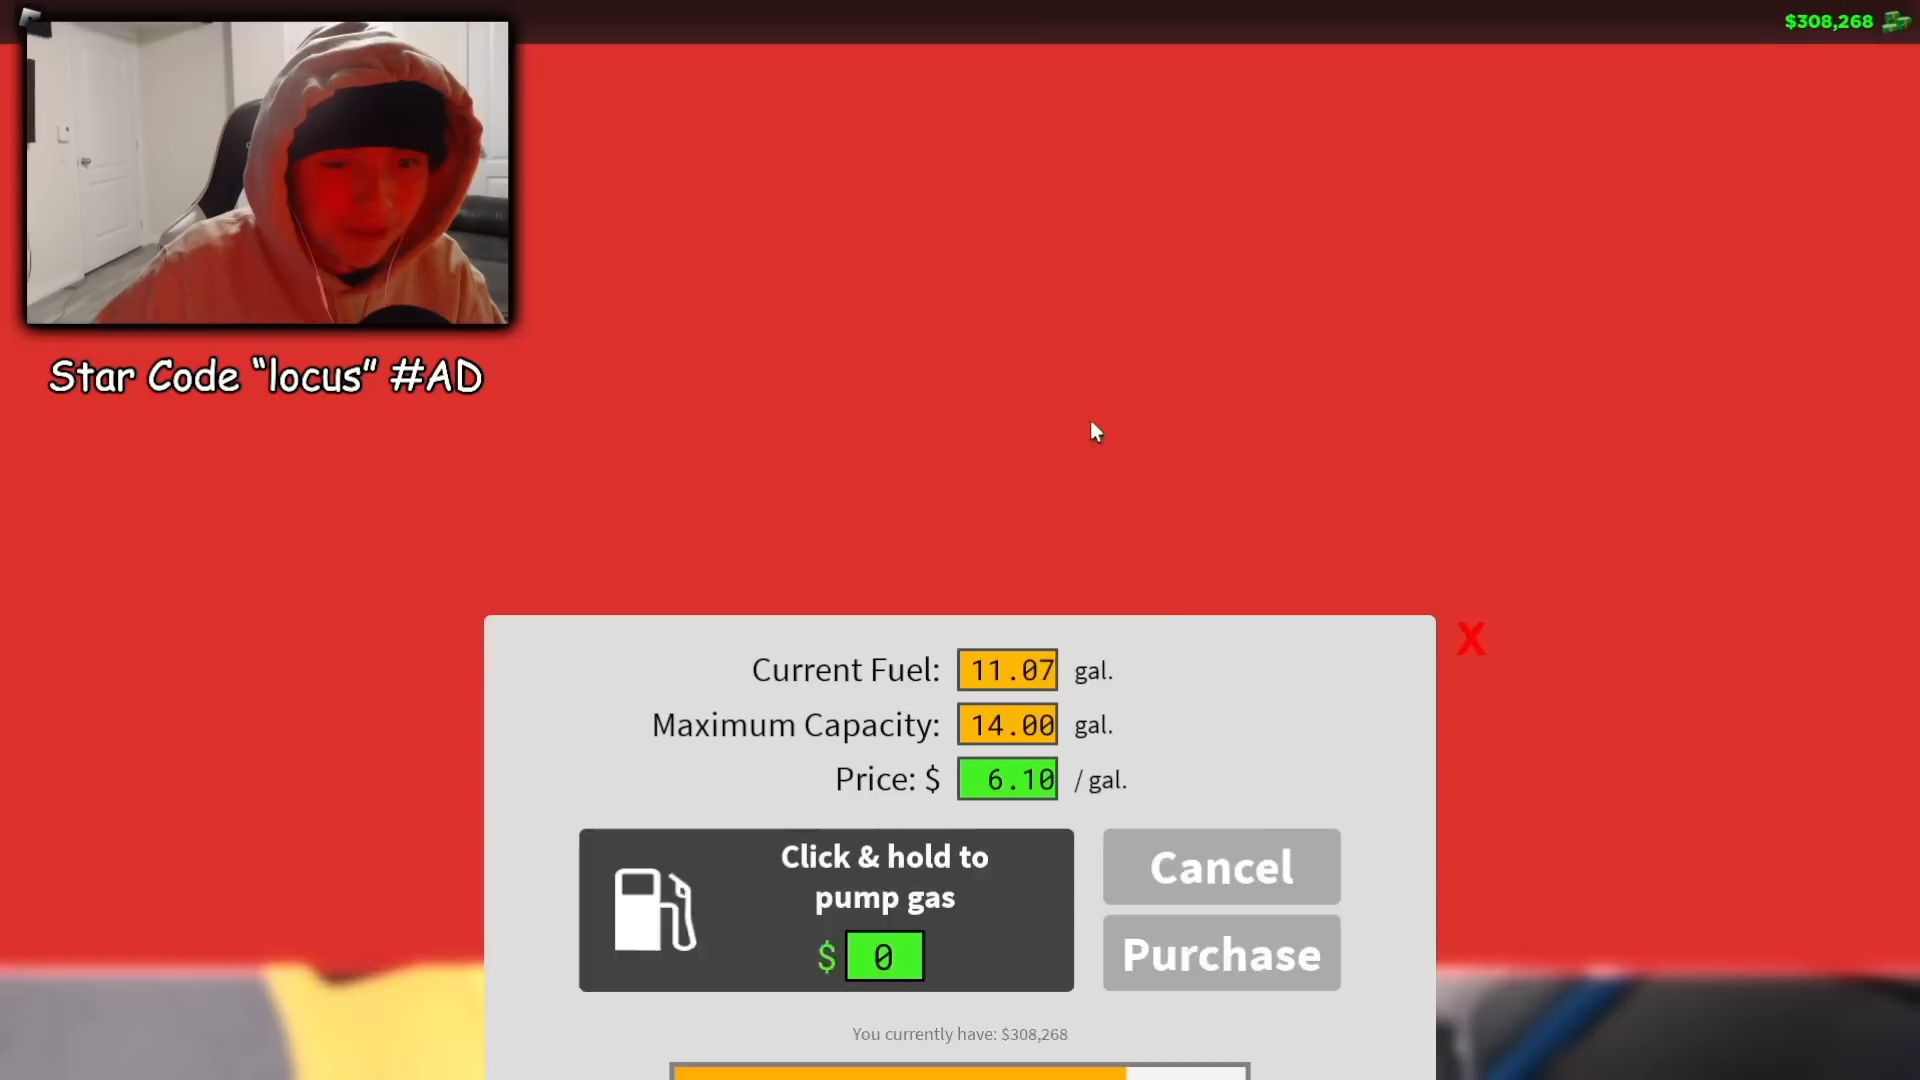 $308,268
Star Code “locus” #AD
X
Current Fuel: 11.07 gal.
Maximum Capacity: 14.00 gal.
Price: $ 6.10 / gal.
Click & hold to
pump gas
$ 0
Cancel
Purchase
You currently have: $308,268